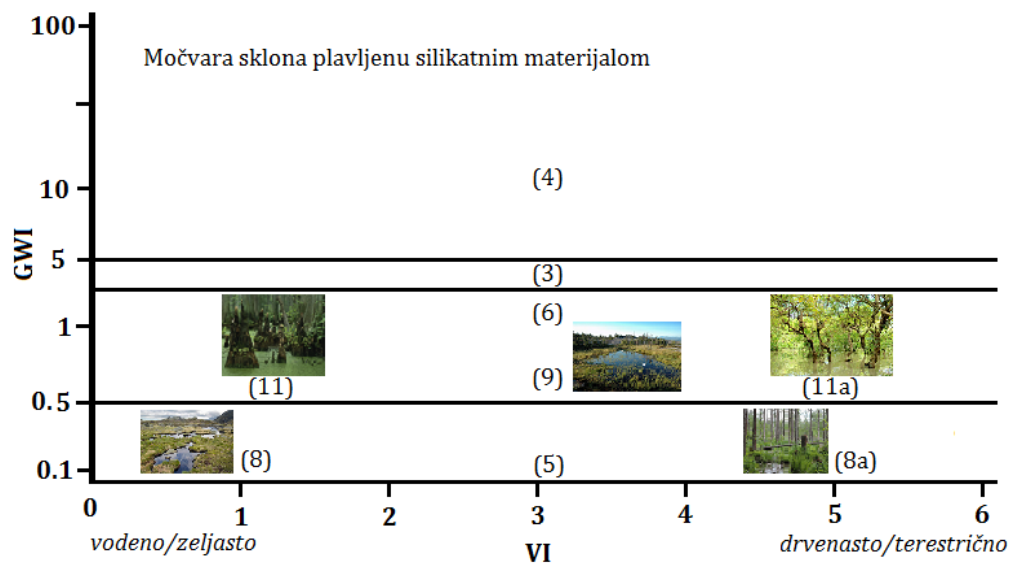 100
Močvara sklona plavljenu silikatnim materijalom
(4)
10
GWI
5
(3)
(6)
1
(9)
(11)
(11a)
0.5
(8)
(5)
(8a)
0.1
0
1
2
3
4
5
6
vodeno/zeljasto
VI
drvenasto/terestrično